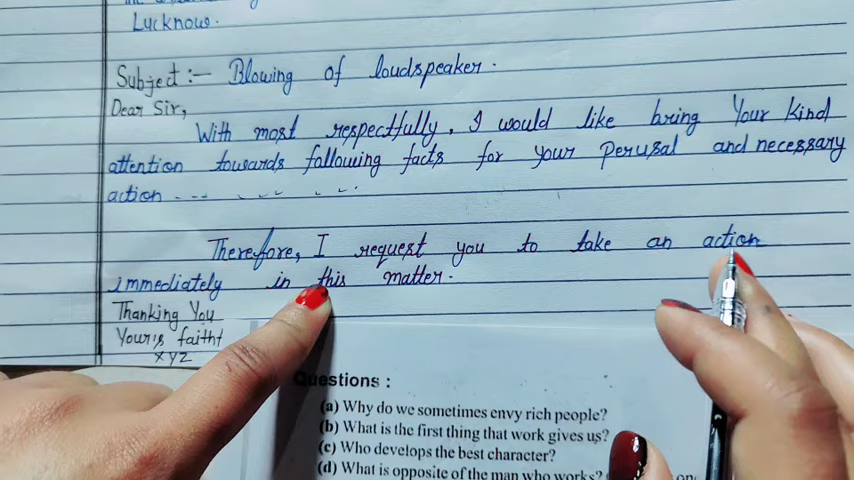 Lucknow.
Subject :- Blowing of loudspeaker.
Dear Sir,
With most respectfully, I would like bring Your Kind
attention towards following facts for your perusal and necessary
action ....
Therefore, I request you to take an action
immediately in this matter.
Thanking You
Your's faithf
xyz
Questions :
(a) Why do we sometimes envy rich people?
(b) What is the first thing that work gives us?
(c) Who develops the best character?
(d) What is opposite of the man who works?